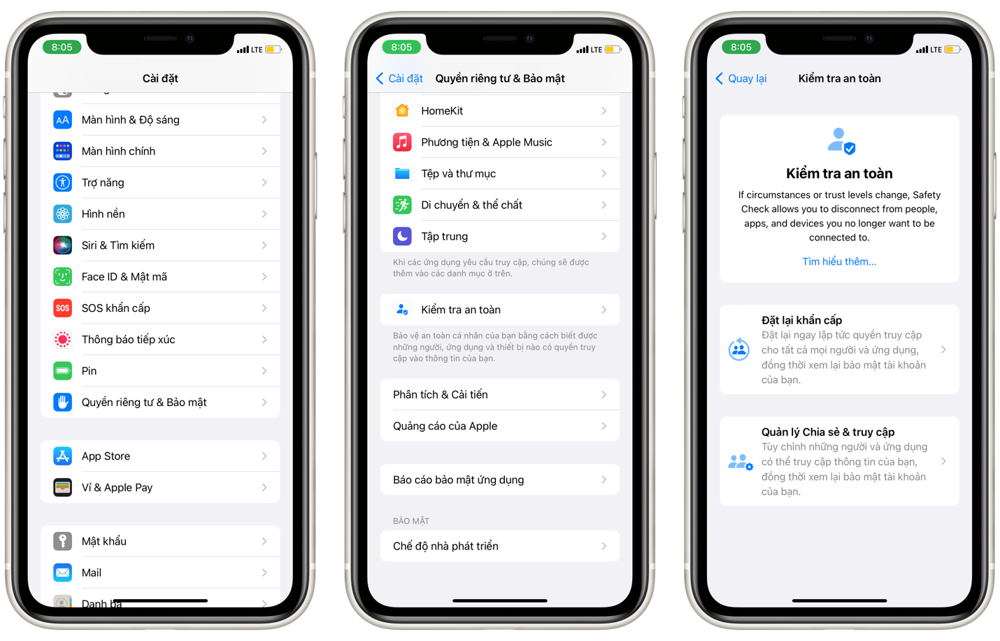 8:05
LTE
Cài đặt
Màn hình & Độ sáng
Màn hình chính
Trợ năng
Hình nền
Siri & Tìm kiếm
Face ID & Mật mã
SOS
SOS khẩn cấp
Thông báo tiếp xúc
Pin
Quyền riêng tư & Bảo mật
App Store
Ví & Apple Pay
Mật khẩu
Mail
Danh bạ
8:05
LTE
Cài đặt
Quyền riêng tư & Bảo mật
HomeKit
Phương tiện & Apple Music
Tệp và thư mục
Di chuyển & thể chất
Tập trung
Khi các ứng dụng yêu cầu truy cập, chúng sẽ được
thêm vào các danh mục ở trên.
Kiểm tra an toàn
Bảo vệ an toàn cá nhân của bạn bằng cách biết được
những người, ứng dụng và thiết bị nào có quyền truy
cập vào thông tin của bạn.
Phân tích & Cải tiến
Quảng cáo của Apple
Báo cáo bảo mật ứng dụng
BẢO MẬT
Chế độ nhà phát triển
8:05
LTE
Quay lại
Kiểm tra an toàn
Kiểm tra an toàn
If circumstances or trust levels change, Safety
Check allows you to disconnect from people,
apps, and devices you no longer want to be
connected to.
Tìm hiểu thêm...
Đặt lại khẩn cấp
Đặt lại ngay lập tức quyền truy cập
cho tất cả mọi người và ứng dụng,
đồng thời xem lại bảo mật tài khoản
của bạn.
Quản lý Chia sẻ & truy cập
Tùy chỉnh những người và ứng dụng
có thể truy cập thông tin của bạn,
đồng thời xem lại bảo mật tài khoản
của bạn.